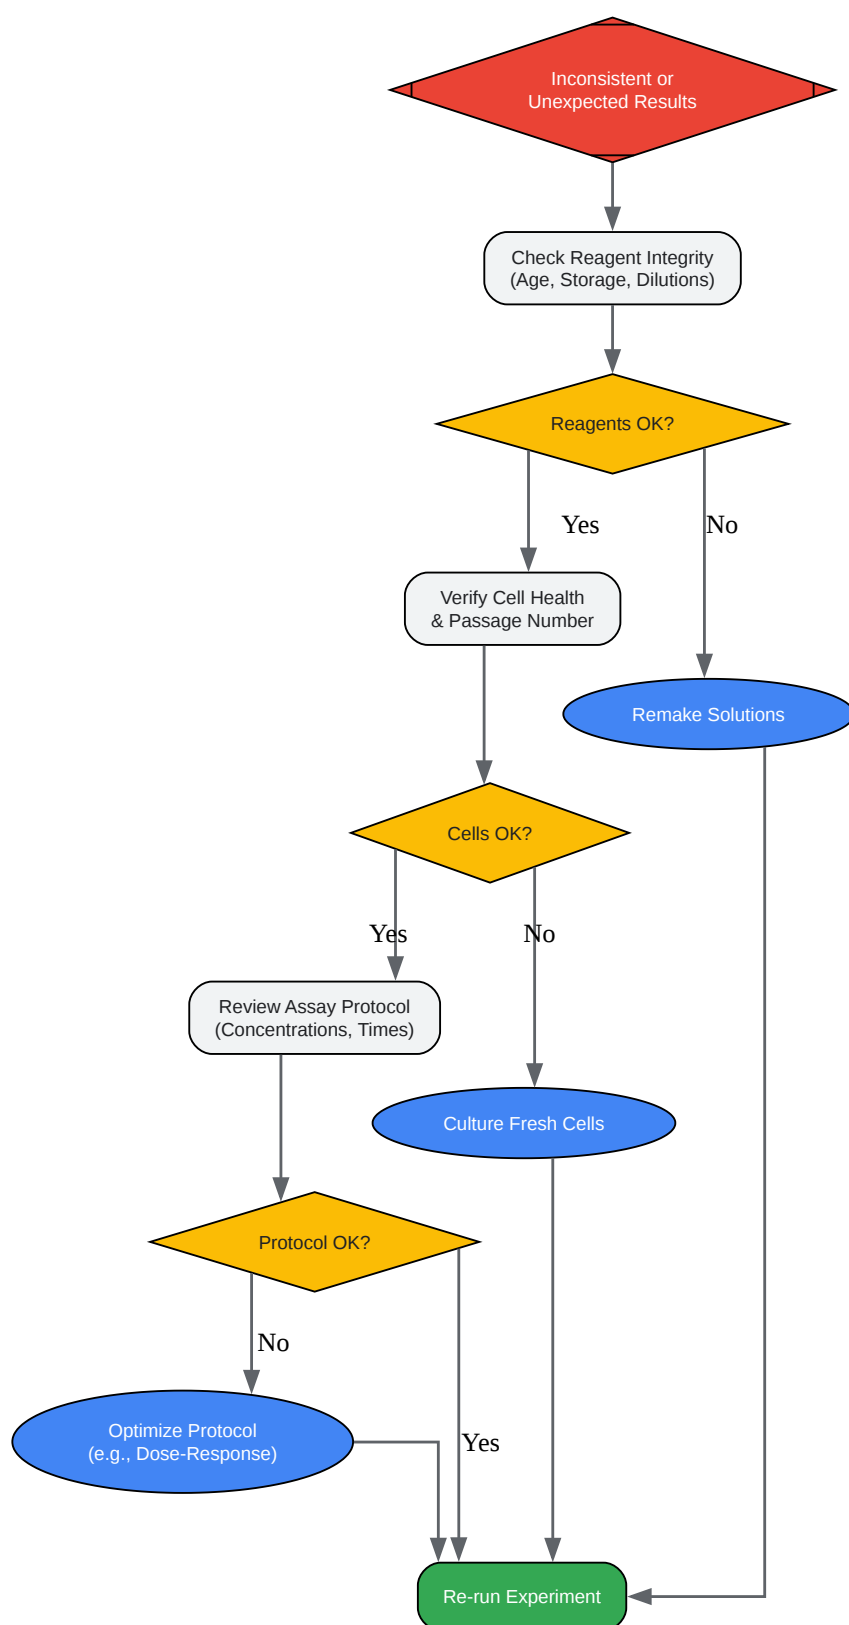 Inconsistent or
Unexpected Results
Check Reagent Integrity
(Age, Storage, Dilutions)
Reagents OK?
Yes
No
Verify Cell Health
& Passage Number
Remake Solutions
Cells OK?
Yes
No
Review Assay Protocol
(Concentrations, Times)
Culture Fresh Cells
Protocol OK?
No
Optimize Protocol
(e.g., Dose-Response)
Yes
Re-run Experiment